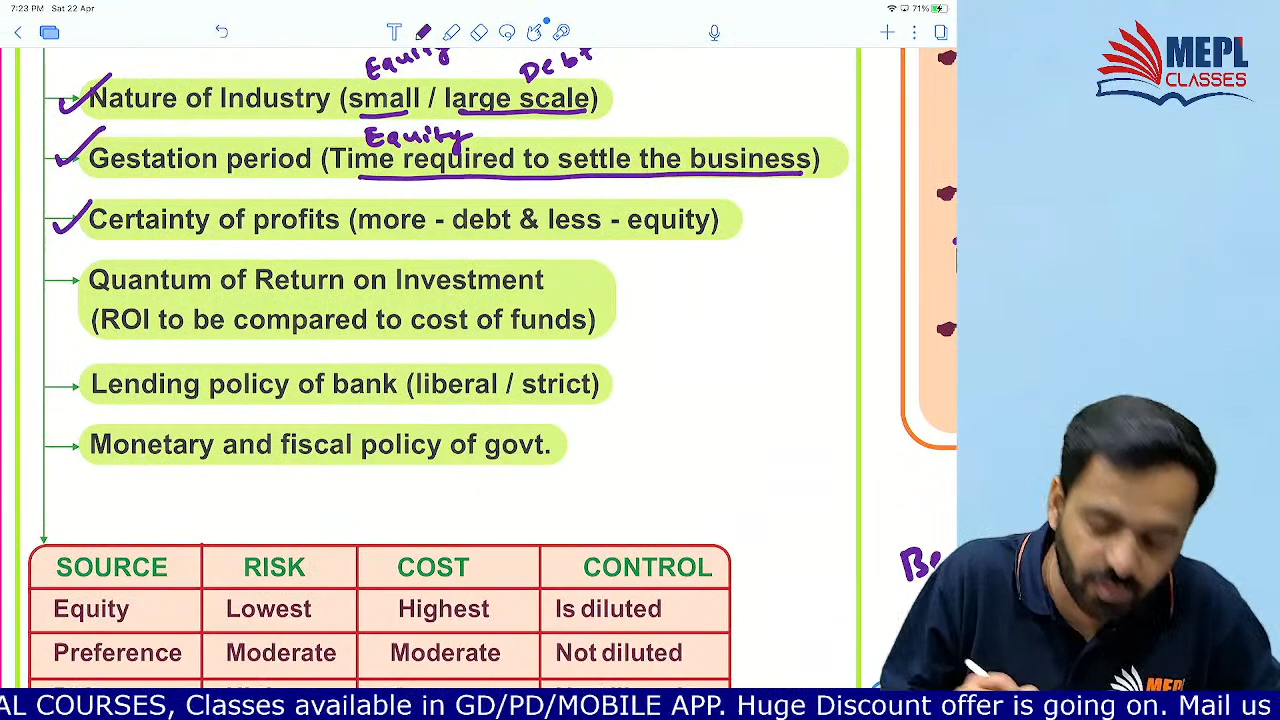 7:23 PM Sat 22 Apr
71%
T
MEPL
CLASSES
Equity
Debt
Nature of Industry (small / large scale)
Equity
Gestation period (Time required to settle the business)
Certainty of profits (more - debt & less - equity)
Quantum of Return on Investment
(ROI to be compared to cost of funds)
Lending policy of bank (liberal / strict)
Monetary and fiscal policy of govt.
SOURCE RISK COST CONTROL
Equity Lowest Highest Is diluted
Preference Moderate Moderate Not diluted
COURSES, Classes available in GD/PD/MOBILE APP. Huge Discount offer is going on. Mail us